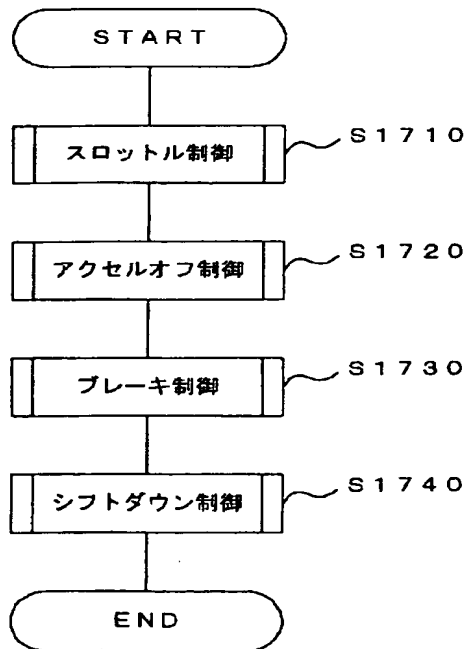 START
スロットル制御 S1710
アクセルオフ制御 S1720
ブレーキ制御 S1730
シフトダウン制御 S1740
END